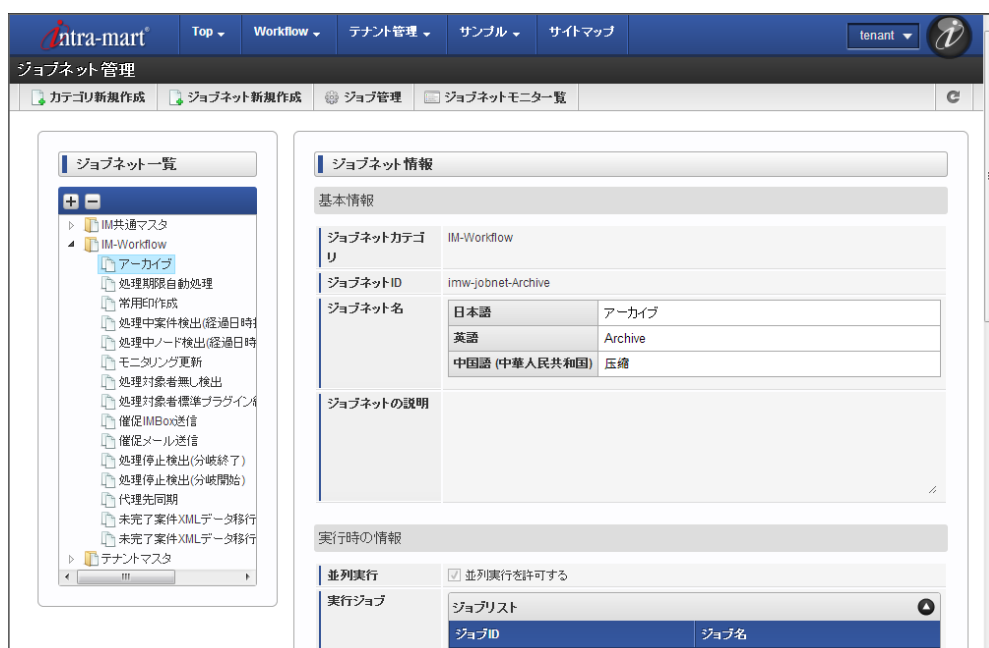 intra-mart®
Top
Workflow
テナント管理
サンプル
サイトマップ
tenant
ジョブネット管理
カテゴリ新規作成
ジョブネット新規作成
ジョブ管理
ジョブネットモニター覧
ジョブネット一覧
IM共通マスタ
IM-Workflow
アーカイブ
処理期限自動処理
常用印作成
処理中案件検出(経過日時
処理中ノード検出(経過日時
モニタリング更新
処理対象者無し検出
処理対象者標準プラグイン
催促IMBox送信
催促メール送信
処理停止検出(分岐終了)
処理停止検出(分岐開始)
代理先同期
未完了案件XMLデータ移行
未完了案件XMLデータ移行
テナントマスタ
ジョブネット情報
基本情報
ジョブネットカテゴリ
IM-Workflow
ジョブネットID
imw-jobnet-Archive
ジョブネット名
日本語
アーカイブ
英語
Archive
中国語 (中華人民共和国)
压缩
ジョブネットの説明
実行時の情報
並列実行
並列実行を許可する
実行ジョブ
ジョブリスト
ジョブID
ジョブ名